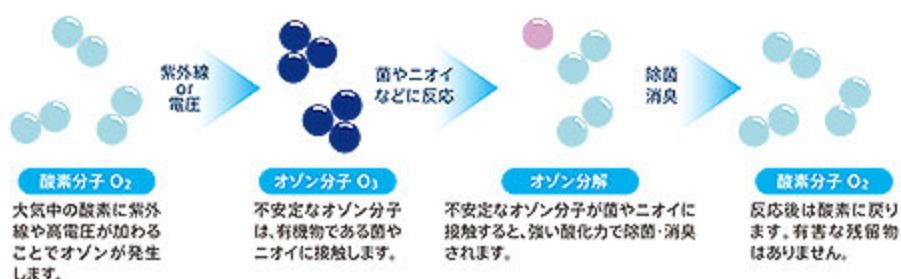 紫外線
or
電圧
菌やニオイ
などに反応
除菌
消臭
酸素分子 O₂
大気中の酸素に紫外
線や高電圧が加わる
ことでオゾンが発生
します。
オゾン分子 O₃
不安定なオゾン分子
は、有機物である菌や
ニオイに接触します。
オゾン分解
不安定なオゾン分子が菌やニオイに
接触すると、強い酸化力で除菌・消臭
されます。
酸素分子 O₂
反応後は酸素に戻り
ます。有害な残留物
はありません。